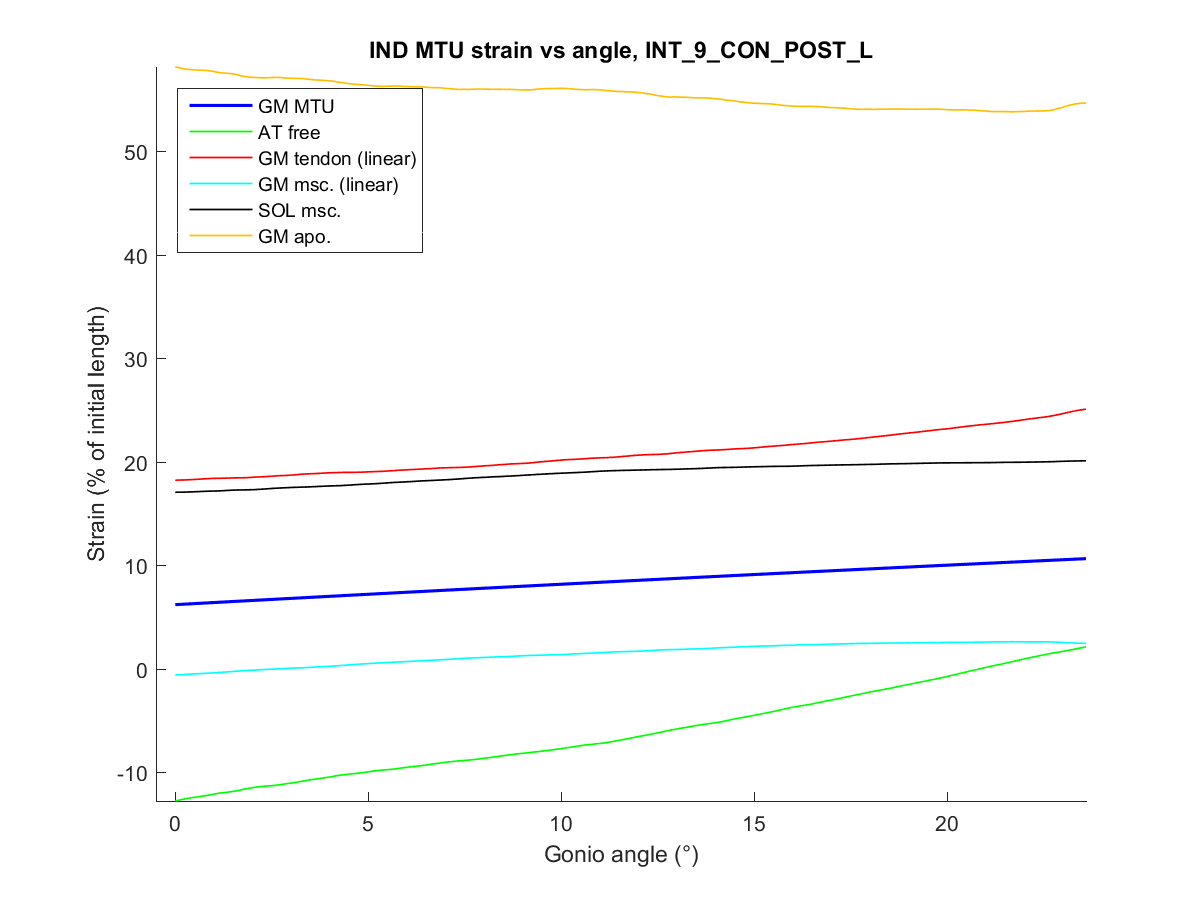 IND MTU strain vs angle, INT_9_CON_POST_L
GM MTU
AT free
GM tendon (linear)
GM msc. (linear)
SOL msc.
GM apo.
50
40
30
20
10
0
-10
Strain (% of initial length)
0 5 10 15 20
Gonio angle (°)